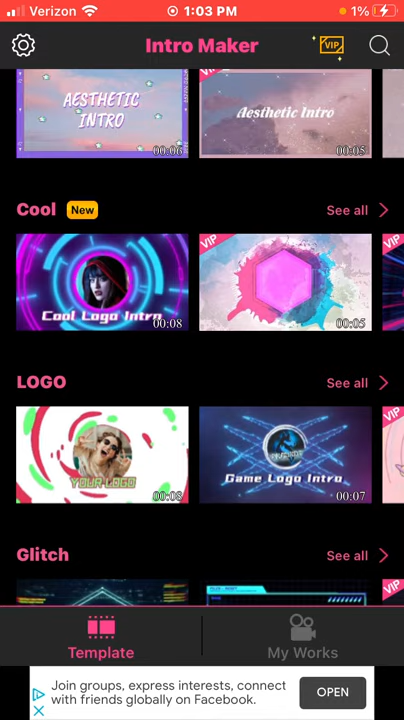 Verizon 1:03 PM 1%
Intro Maker VIP
AESTHETIC
INTRO
00:06
VIP
Aesthetic Intro
00:05
Cool New See all
Cool Logo Intro
00:08
VIP
00:05
LOGO See all
YOUR LOGO
00:08
Game Logo Intro
00:07
VIP
Glitch See all
VIP
Template My Works
Join groups, express interests, connect
with friends globally on Facebook.
OPEN